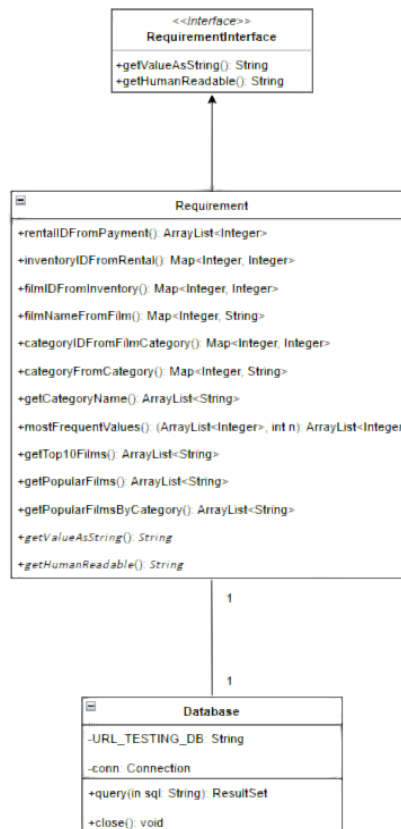 <<Interface>>
RequirementInterface
+getValueAsString(): String
+getHumanReadable(): String
Requirement
+rentalIDFromPayment(): ArrayList<Integer>
+inventoryIDFromRental(): Map<Integer, Integer>
+filmIDFromInventory(): Map<Integer, Integer>
+filmNameFromFilm(): Map<Integer, String>
+categoryIDFromFilmCategory(): Map<Integer, Integer>
+categoryFromCategory(): Map<Integer, String>
+getCategoryName(): ArrayList<String>
+mostFrequentValues(): (ArrayList<Integer>, int n): ArrayList<Integer
+getTop10Films(): ArrayList<String>
+getPopularFilms(): ArrayList<String>
+getPopularFilmsByCategory(): ArrayList<String>
+getValueAsString(): String
+getHumanReadable(): String
1
1
Database
-URL_TESTING_DB: String
-conn: Connection
+query(in sql: String): ResultSet
+close(): void